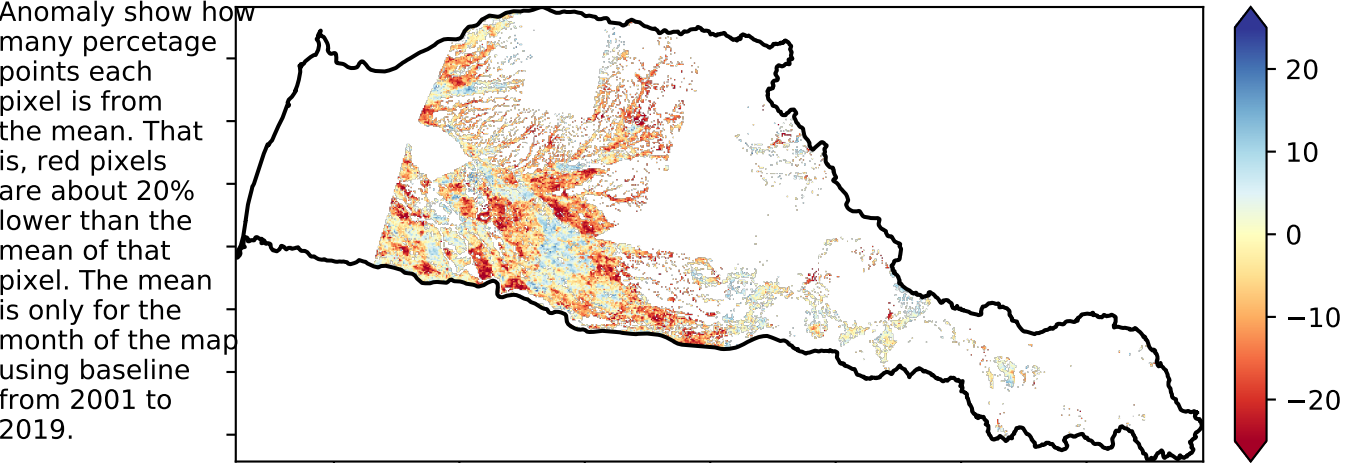 Anomaly show how
many percetage
points each
pixel is from
the mean. That
is, red pixels
are about 20%
lower than the
mean of that
pixel. The mean
is only for the
month of the map
using baseline
from 2001 to
2019.
20
10
0
−10
−20